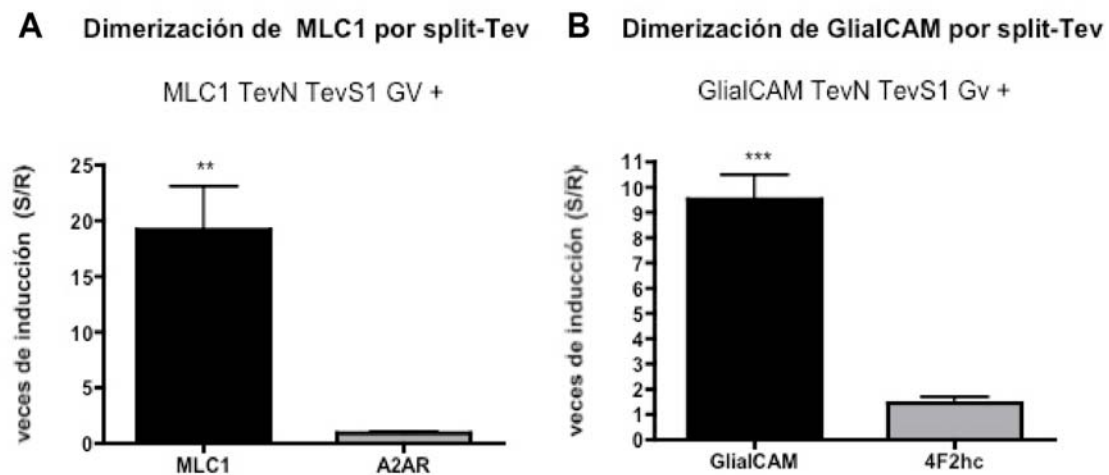 A Dimerización de MLC1 por split-Tev
MLC1 TevN TevS1 GV +
veces de inducción (S/R)
25
20
15
10
5
0
**
MLC1
A2AR
B Dimerización de GlialCAM por split-Tev
GlialCAM TevN TevS1 Gv +
veces de inducción (S/R)
11
10
9
8
7
6
5
4
3
2
1
0
***
GlialCAM
4F2hc